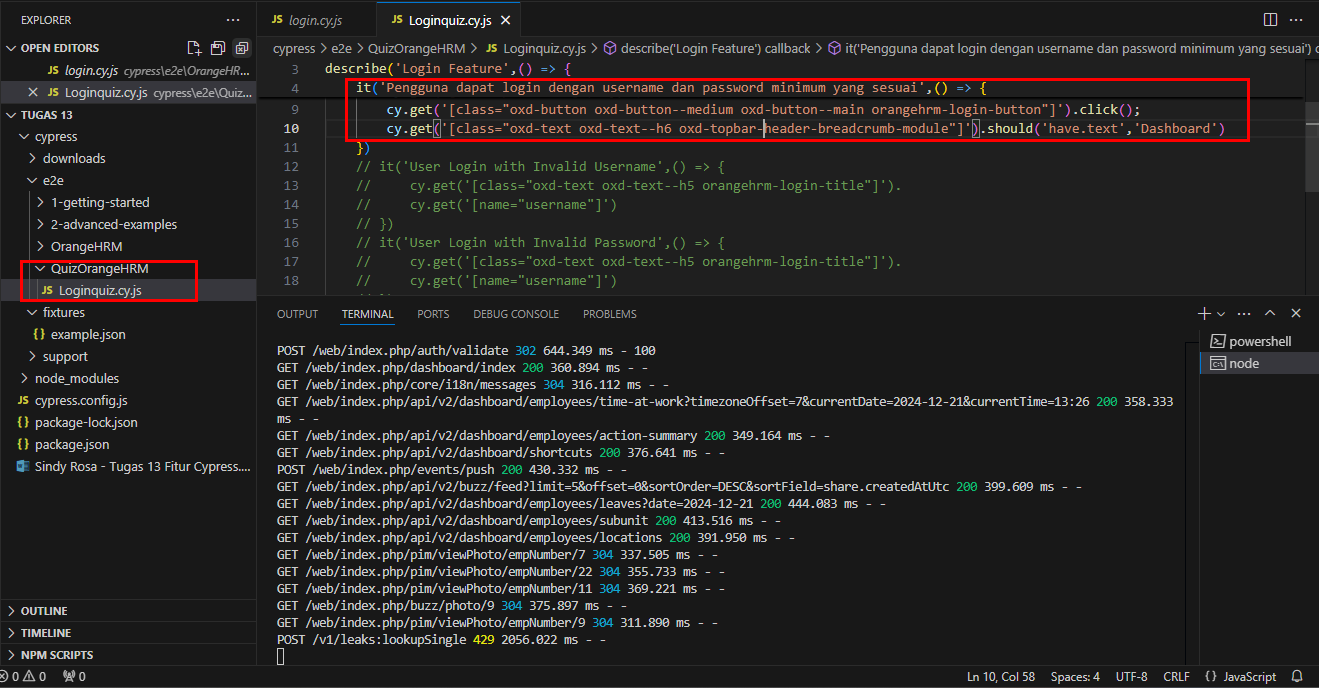 EXPLORER
OPEN EDITORS
JS login.cy.js cypress\e2e\OrangeHR...
JS Loginquiz.cy.js cypress\e2e\Quiz...
TUGAS 13
cypress
downloads
e2e
1-getting-started
2-advanced-examples
OrangeHRM
QuizOrangeHRM
JS Loginquiz.cy.js
fixtures
{} example.json
support
node_modules
JS cypress.config.js
{} package-lock.json
{} package.json
Sindy Rosa - Tugas 13 Fitur Cypress....
OUTLINE
TIMELINE
NPM SCRIPTS
JS login.cy.js
JS Loginquiz.cy.js
cypress > e2e > QuizOrangeHRM > JS Loginquiz.cy.js > describe('Login Feature') callback > it('Pengguna dapat login dengan username dan password minimum yang sesuai') c
3 describe('Login Feature',() => {
4 it('Pengguna dapat login dengan username dan password minimum yang sesuai',() => {
9 cy.get('[class="oxd-button oxd-button--medium oxd-button--main orangehrm-login-button"]').click();
10 cy.get('[class="oxd-text oxd-text--h6 oxd-topbar-header-breadcrumb-module"]').should('have.text','Dashboard')
11 })
12 // it('User Login with Invalid Username',() => {
13 // cy.get('[class="oxd-text oxd-text--h5 orangehrm-login-title"]').
14 // cy.get('[name="username"]')
15 // })
16 // it('User Login with Invalid Password',() => {
17 // cy.get('[class="oxd-text oxd-text--h5 orangehrm-login-title"]').
18 // cy.get('[name="username"]')
OUTPUT TERMINAL PORTS DEBUG CONSOLE PROBLEMS
POST /web/index.php/auth/validate 302 644.349 ms - 100
GET /web/index.php/dashboard/index 200 360.894 ms - -
GET /web/index.php/core/i18n/messages 304 316.112 ms - -
GET /web/index.php/api/v2/dashboard/employees/time-at-work?timezoneOffset=7&currentDate=2024-12-21&currentTime=13:26 200 358.333
ms - -
GET /web/index.php/api/v2/dashboard/employees/action-summary 200 349.164 ms - -
GET /web/index.php/api/v2/dashboard/shortcuts 200 376.641 ms - -
POST /web/index.php/events/push 200 430.332 ms - -
GET /web/index.php/api/v2/buzz/feed?limit=5&offset=0&sortOrder=DESC&sortField=share.createdAtUtc 200 399.609 ms - -
GET /web/index.php/api/v2/dashboard/employees/leaves?date=2024-12-21 200 444.083 ms - -
GET /web/index.php/api/v2/dashboard/employees/subunit 200 413.516 ms - -
GET /web/index.php/api/v2/dashboard/employees/locations 200 391.950 ms - -
GET /web/index.php/pim/viewPhoto/empNumber/7 304 337.505 ms - -
GET /web/index.php/pim/viewPhoto/empNumber/22 304 355.733 ms - -
GET /web/index.php/pim/viewPhoto/empNumber/11 304 369.221 ms - -
GET /web/index.php/buzz/photo/9 304 375.897 ms - -
GET /web/index.php/pim/viewPhoto/empNumber/9 304 311.890 ms - -
POST /v1/leaks:lookupSingle 429 2056.022 ms - -
powershell
node
0 0 0
Ln 10, Col 58 Spaces: 4 UTF-8 CRLF {} JavaScript